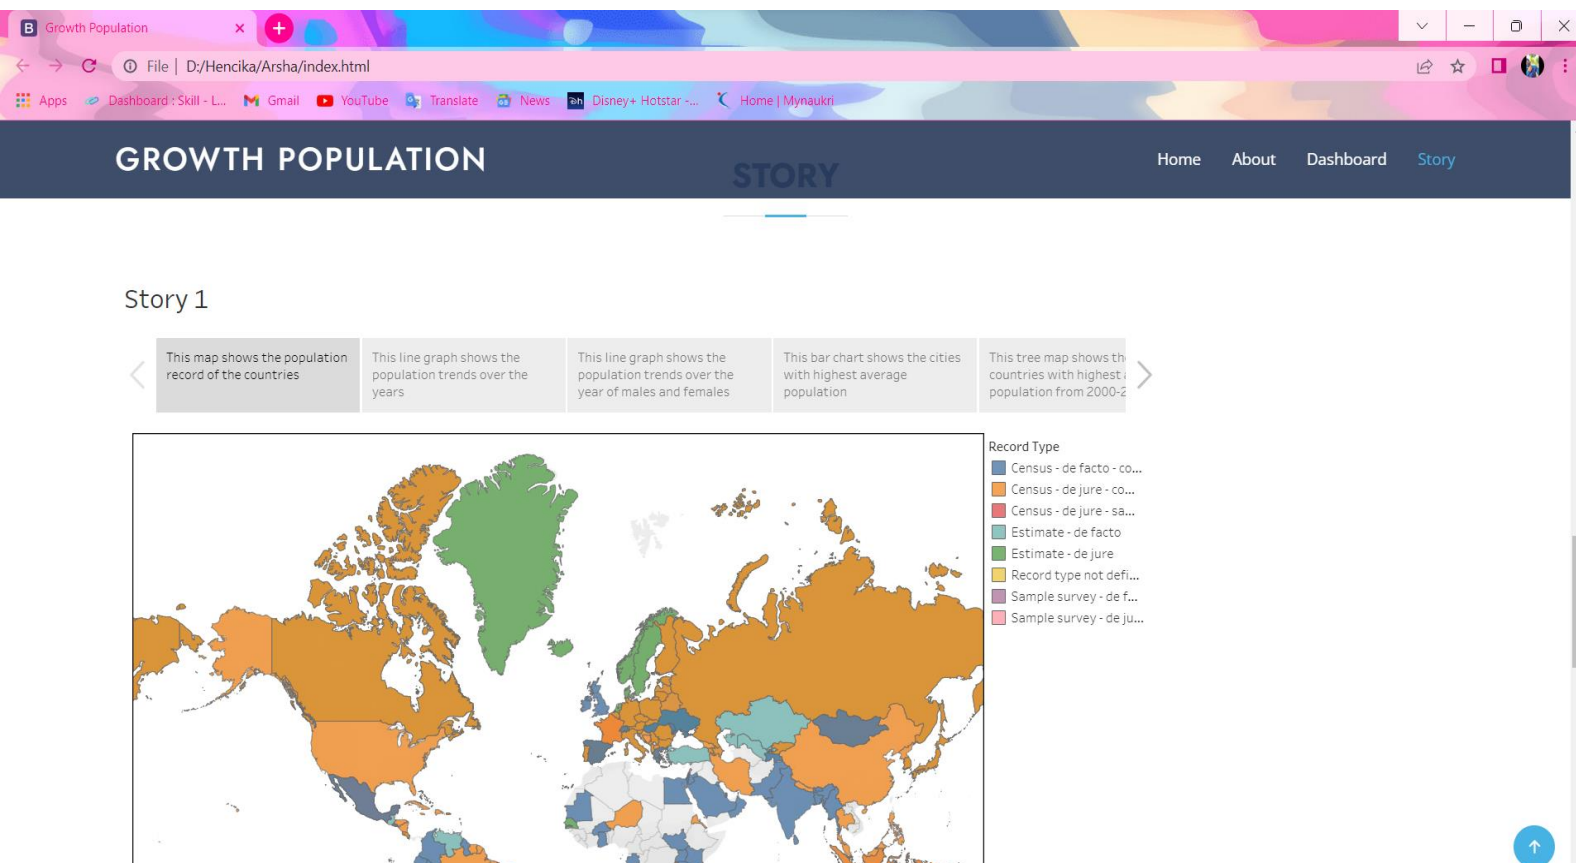 Growth Population
File | D:/Hencika/Arsha/index.html
Apps Dashboard : Skill - L... Gmail YouTube Translate News Disney+ Hotstar -... Home | Mynaukri
GROWTH POPULATION
STORY
Home About Dashboard Story
Story 1
This map shows the population
record of the countries
This line graph shows the
population trends over the
years
This line graph shows the
population trends over the
year of males and females
This bar chart shows the cities
with highest average
population
This tree map shows th
countries with highest a
population from 2000-2
Record Type
Census - de facto - co...
Census - de jure - co...
Census - de jure - sa...
Estimate - de facto
Estimate - de jure
Record type not defi...
Sample survey - de f...
Sample survey - de ju...